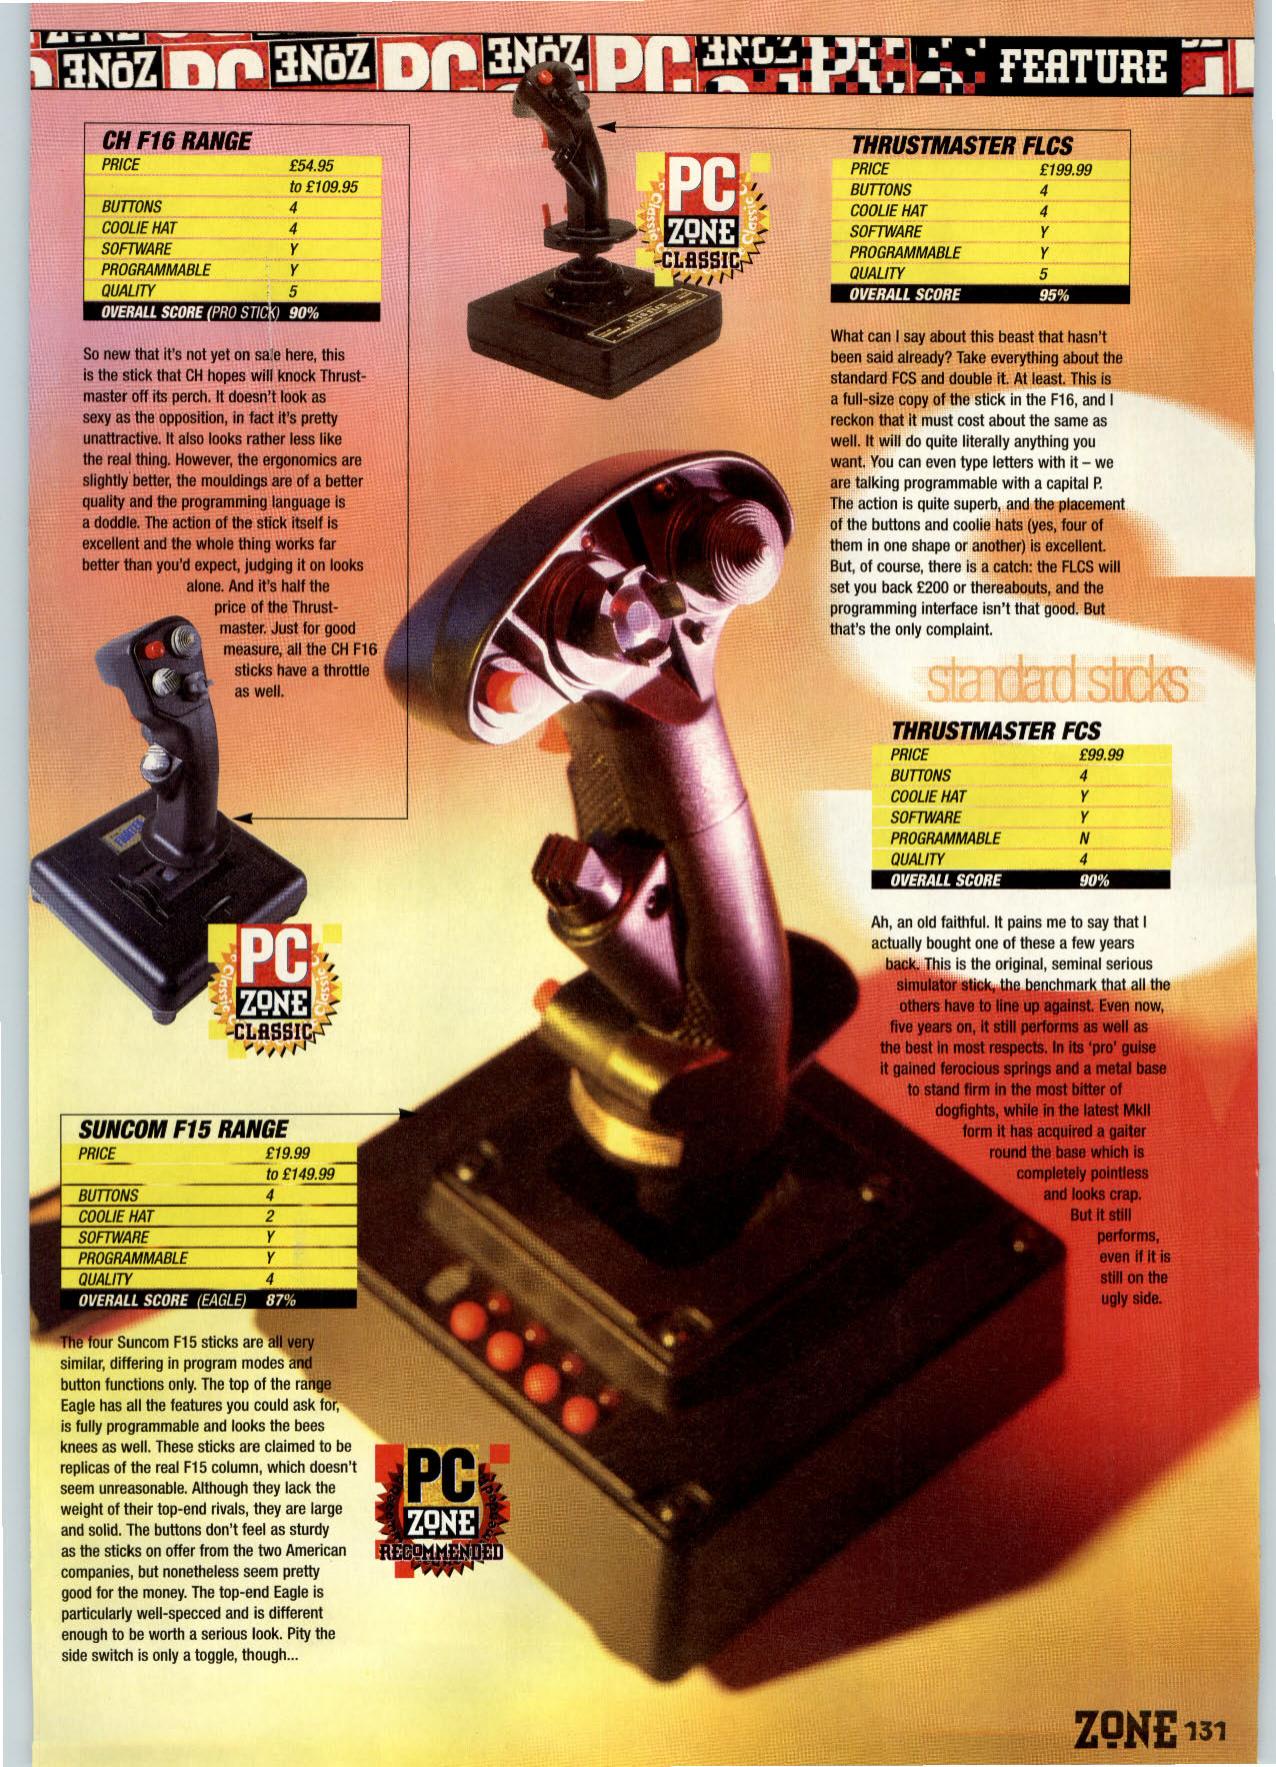 FEATURE
CH F16 RANGE
PRICE £54.95
to £109.95
BUTTONS 4
COOLIE HAT 4
SOFTWARE Y
PROGRAMMABLE Y
QUALITY 5
OVERALL SCORE (PRO STICK) 90%
So new that it's not yet on sale here, this
is the stick that CH hopes will knock Thrust-
master off its perch. It doesn't look as
sexy as the opposition, in fact it's pretty
unattractive. It also looks rather less like
the real thing. However, the ergonomics are
slightly better, the mouldings are of a better
quality and the programming language is
a doddle. The action of the stick itself is
excellent and the whole thing works far
better than you'd expect, judging it on looks
alone. And it's half the
price of the Thrust-
master. Just for good
measure, all the CH F16
sticks have a throttle
as well.
PC
ZONE
CLASSIC
SUNCOM F15 RANGE
PRICE £19.99
to £149.99
BUTTONS 4
COOLIE HAT 2
SOFTWARE Y
PROGRAMMABLE Y
QUALITY 4
OVERALL SCORE (EAGLE) 87%
The four Suncom F15 sticks are all very
similar, differing in program modes and
button functions only. The top of the range
Eagle has all the features you could ask for,
is fully programmable and looks the bees
knees as well. These sticks are claimed to be
replicas of the real F15 column, which doesn't
seem unreasonable. Although they lack the
weight of their top-end rivals, they are large
and solid. The buttons don't feel as sturdy
as the sticks on offer from the two American
companies, but nonetheless seem pretty
good for the money. The top-end Eagle is
particularly well-specced and is different
enough to be worth a serious look. Pity the
side switch is only a toggle, though...
PC
ZONE
RECOMMENDED
PC
ZONE
CLASSIC
THRUSTMASTER FLCS
PRICE £199.99
BUTTONS 4
COOLIE HAT 4
SOFTWARE Y
PROGRAMMABLE Y
QUALITY 5
OVERALL SCORE 95%
What can I say about this beast that hasn't
been said already? Take everything about the
standard FCS and double it. At least. This is
a full-size copy of the stick in the F16, and I
reckon that it must cost about the same as
well. It will do quite literally anything you
want. You can even type letters with it – we
are talking programmable with a capital P.
The action is quite superb, and the placement
of the buttons and coolie hats (yes, four of
them in one shape or another) is excellent.
But, of course, there is a catch: the FLCS will
set you back £200 or thereabouts, and the
programming interface isn't that good. But
that's the only complaint.
standard sticks
THRUSTMASTER FCS
PRICE £99.99
BUTTONS 4
COOLIE HAT Y
SOFTWARE Y
PROGRAMMABLE N
QUALITY 4
OVERALL SCORE 90%
Ah, an old faithful. It pains me to say that I
actually bought one of these a few years
back. This is the original, seminal serious
simulator stick, the benchmark that all the
others have to line up against. Even now,
five years on, it still performs as well as
the best in most respects. In its 'pro' guise
it gained ferocious springs and a metal base
to stand firm in the most bitter of
dogfights, while in the latest MkII
form it has acquired a gaiter
round the base which is
completely pointless
and looks crap.
But it still
performs,
even if it is
still on the
ugly side.
ZONE 131